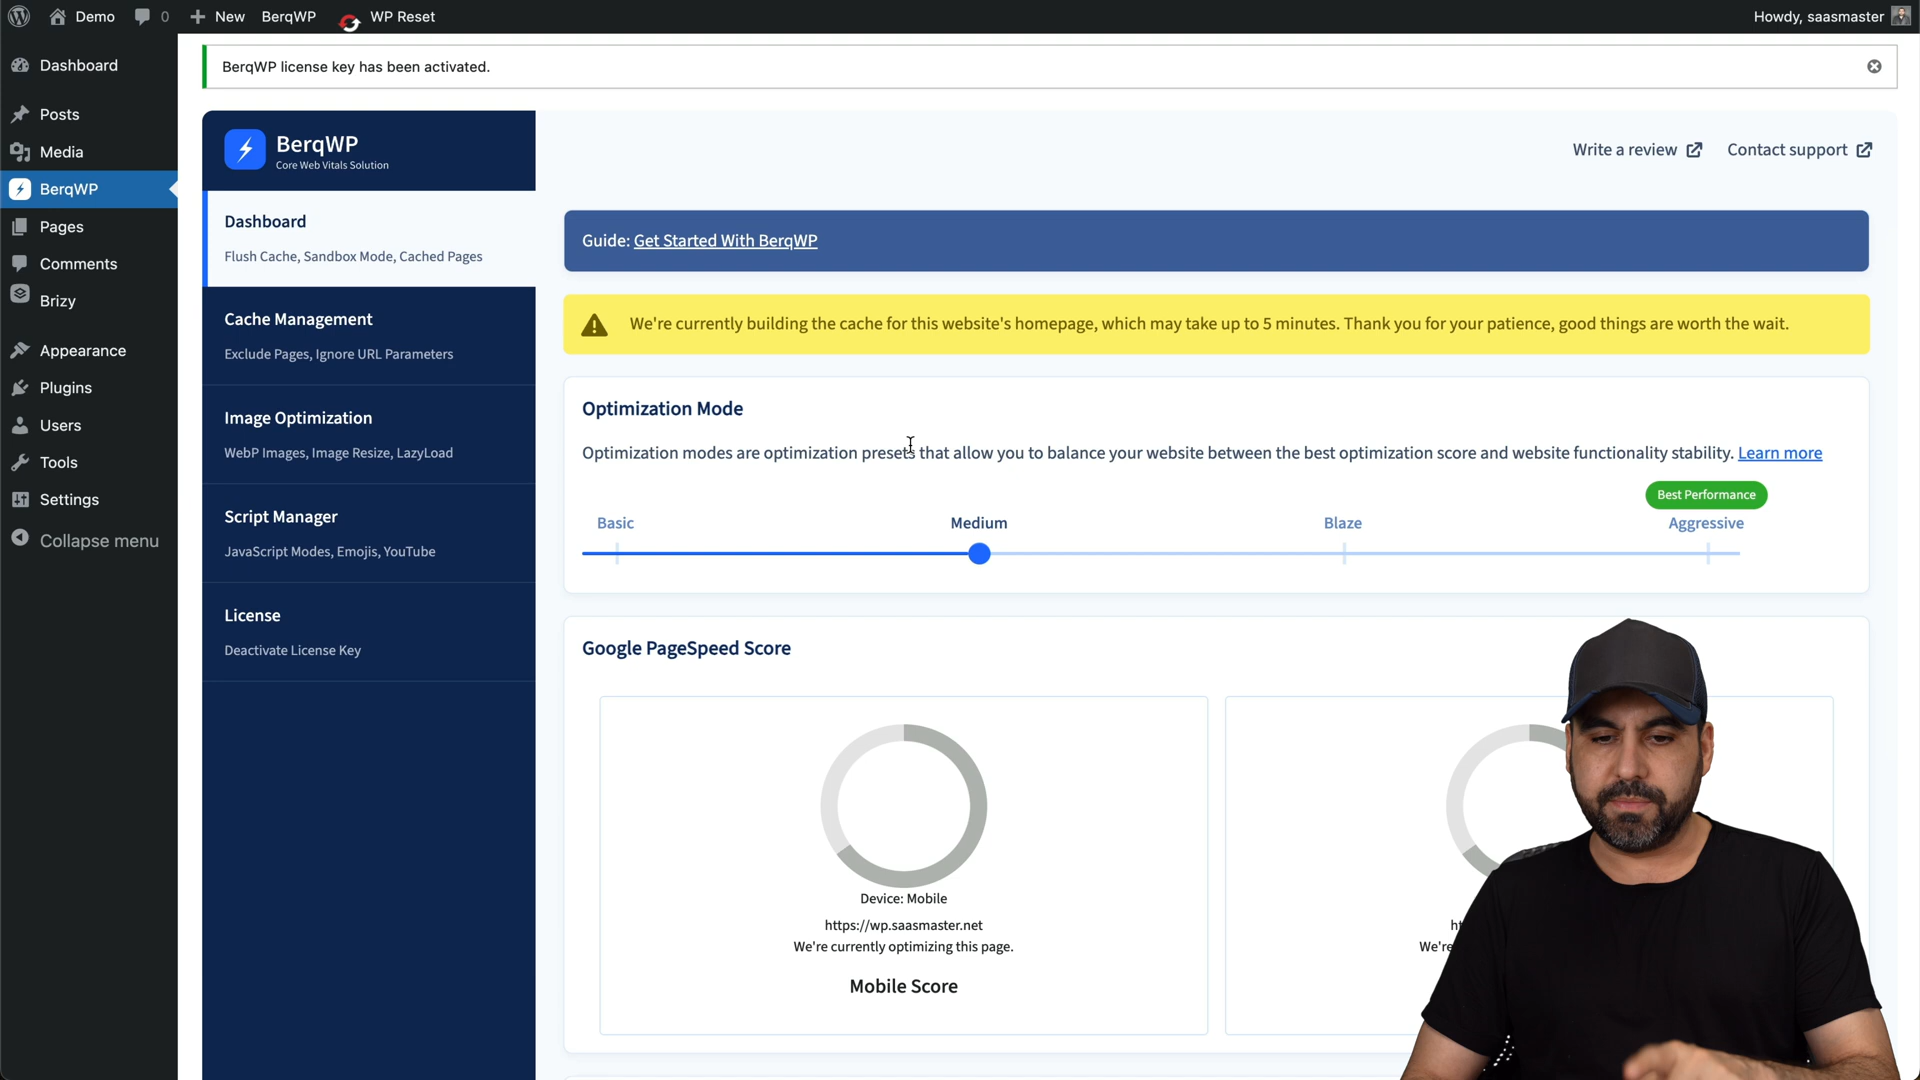 Demo 0 New BergWP WP Reset Howdy, saasmaster
BerqWP license key has been activated.
Dashboard
Posts
Media
BerqWP
Pages
Comments
Brizy
Appearance
Plugins
Users
Tools
Settings
Collapse menu
BerqWP
Core Web Vitals Solution
Dashboard
Flush Cache, Sandbox Mode, Cached Pages
Cache Management
Exclude Pages, Ignore URL Parameters
Image Optimization
WebP Images, Image Resize, LazyLoad
Script Manager
JavaScript Modes, Emojis, YouTube
License
Deactivate License Key
Write a review Contact support
Guide: Get Started With BerqWP
We're currently building the cache for this website's homepage, which may take up to 5 minutes. Thank you for your patience, good things are worth the wait.
Optimization Mode
Optimization modes are optimization presets that allow you to balance your website between the best optimization score and website functionality stability. Learn more
Best Performance
Basic Medium Blaze Aggressive
Google PageSpeed Score
Device: Mobile
https://wp.saasmaster.net
We're currently optimizing this page.
Mobile Score
ht
We're